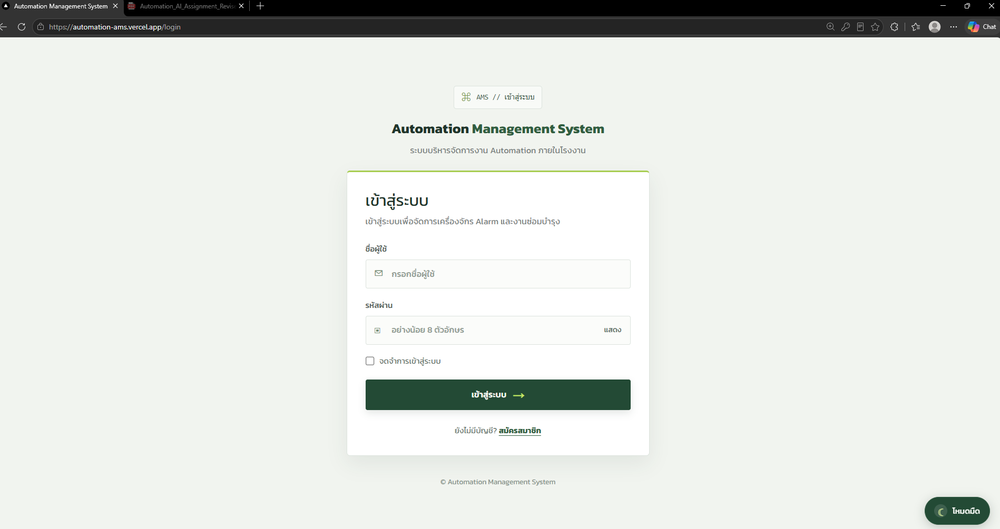 Automation Management System
Automation_AI_Assignment_Revise
https://automation-ams.vercel.app/login
Chat
AMS // เข้าสู่ระบบ
Automation Management System
ระบบบริหารจัดการงาน Automation ภายในโรงงาน
เข้าสู่ระบบ
เข้าสู่ระบบเพื่อจัดการเครื่องจักร Alarm และงานซ่อมบำรุง
ชื่อผู้ใช้
กรอกชื่อผู้ใช้
รหัสผ่าน
อย่างน้อย 8 ตัวอักษร
แสดง
จดจำการเข้าสู่ระบบ
เข้าสู่ระบบ →
ยังไม่มีบัญชี? สมัครสมาชิก
© Automation Management System
โหมดมืด